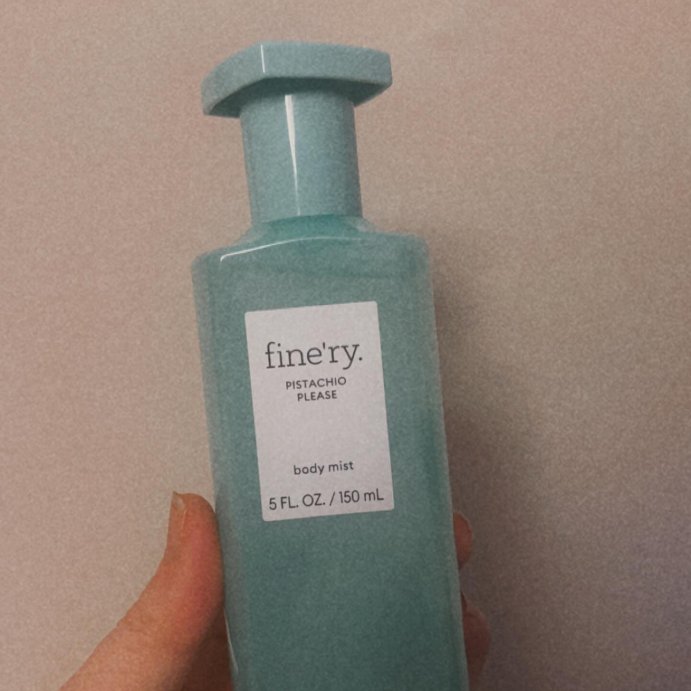 fine'ry.
PISTACHIO
PLEASE
body mist
5 FL. OZ. / 150 mL